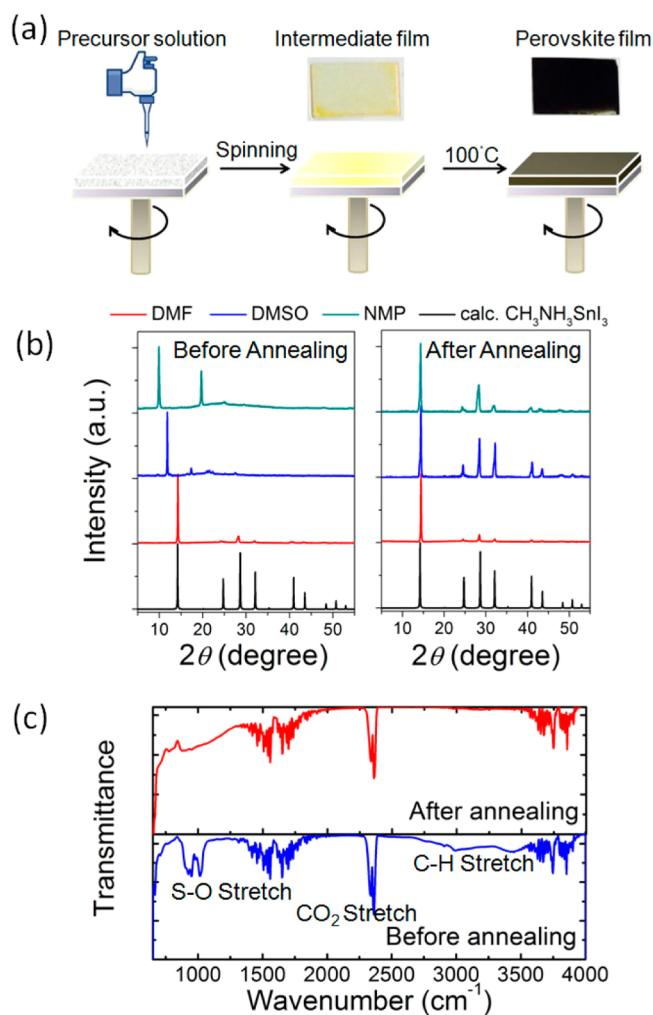 (a)
Precursor solution Intermediate film Perovskite film
Spinning 100°C
(b)
DMF DMSO NMP calc. CH₃NH₃SnI₃
Before Annealing After Annealing
Intensity (a.u.)
10 20 30 40 50 10 20 30 40 50
2θ (degree) 2θ (degree)
(c)
After annealing
S-O Stretch
C-H Stretch
CO₂ Stretch
Before annealing
Transmittance
1000 1500 2000 2500 3000 3500 4000
Wavenumber (cm⁻¹)